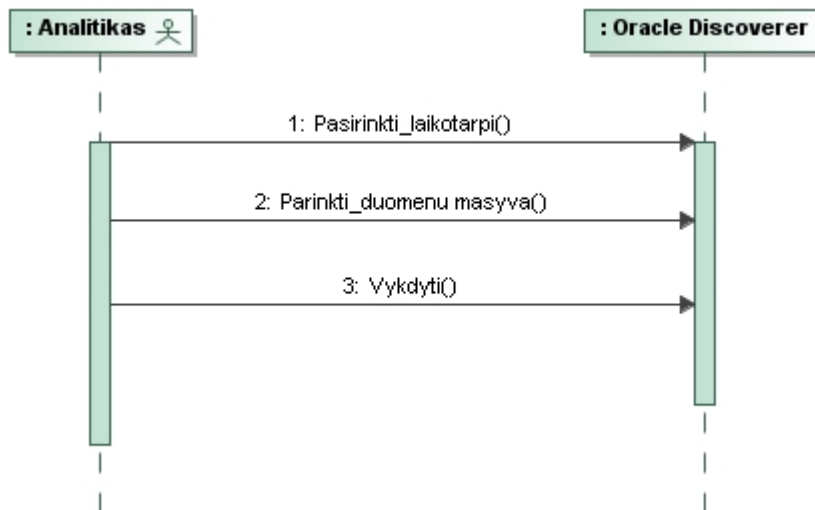 : Analitikas
: Oracle Discoverer
1: Pasirinkti_laikotarpi()
2: Parinkti_duomenu masyva()
3: Vykdyti()